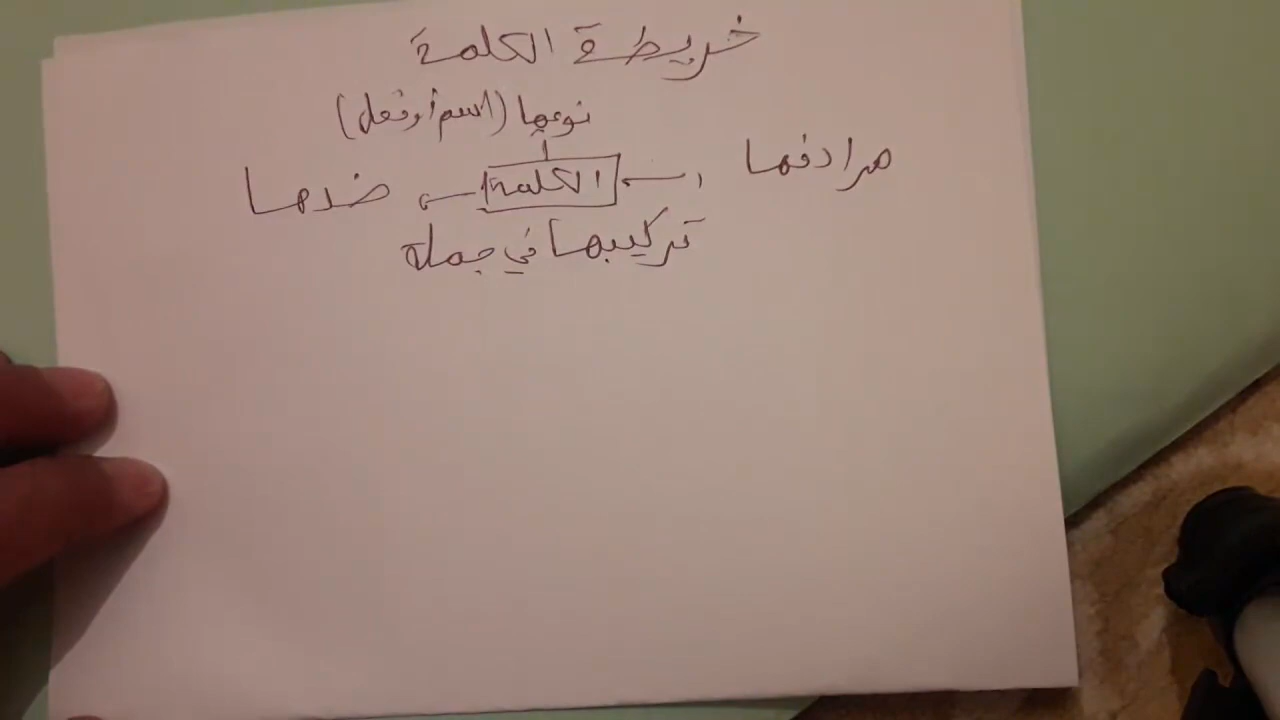 خريطة الكلمة
نوعها (اسم أو فعل)
مرادفها الكلمة ضدها
تركيبها في جملة